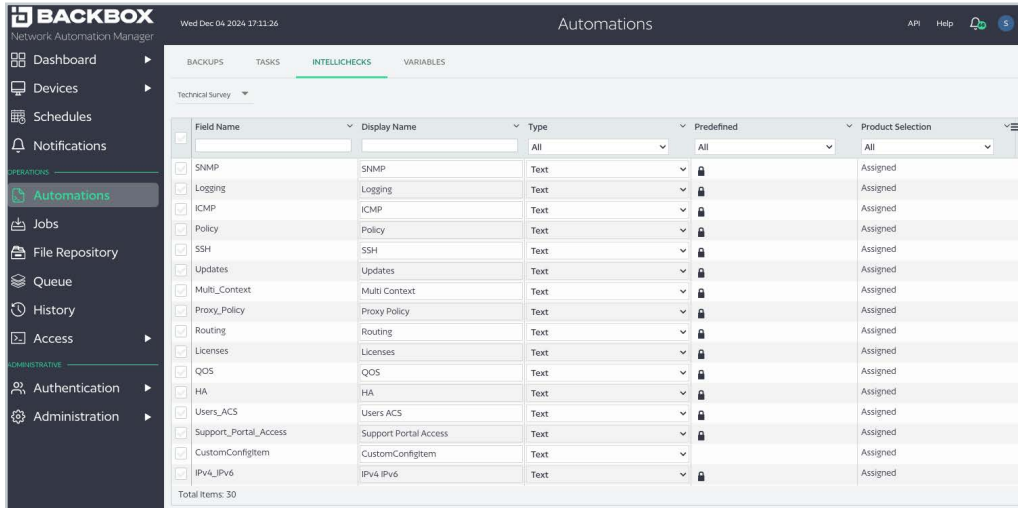 BACKBOX
Network Automation Manager
Wed Dec 04 2024 17:11:26
Automations
API Help S
Dashboard
Devices
Schedules
Notifications
OPERATIONS
Automations
Jobs
File Repository
Queue
History
Access
ADMINISTRATIVE
Authentication
Administration
BACKUPS TASKS INTELLICHECKS VARIABLES
Technical Survey
Field Name Display Name Type Predefined Product Selection
All All All
SNMP SNMP Text Assigned
Logging Logging Text Assigned
ICMP ICMP Text Assigned
Policy Policy Text Assigned
SSH SSH Text Assigned
Updates Updates Text Assigned
Multi_Context Multi Context Text Assigned
Proxy_Policy Proxy Policy Text Assigned
Routing Routing Text Assigned
Licenses Licenses Text Assigned
QOS QOS Text Assigned
HA HA Text Assigned
Users_ACS Users ACS Text Assigned
Support_Portal_Access Support Portal Access Text Assigned
CustomConfigItem CustomConfigItem Text Assigned
IPv4_IPv6 IPv4 IPv6 Text Assigned
Total Items: 30